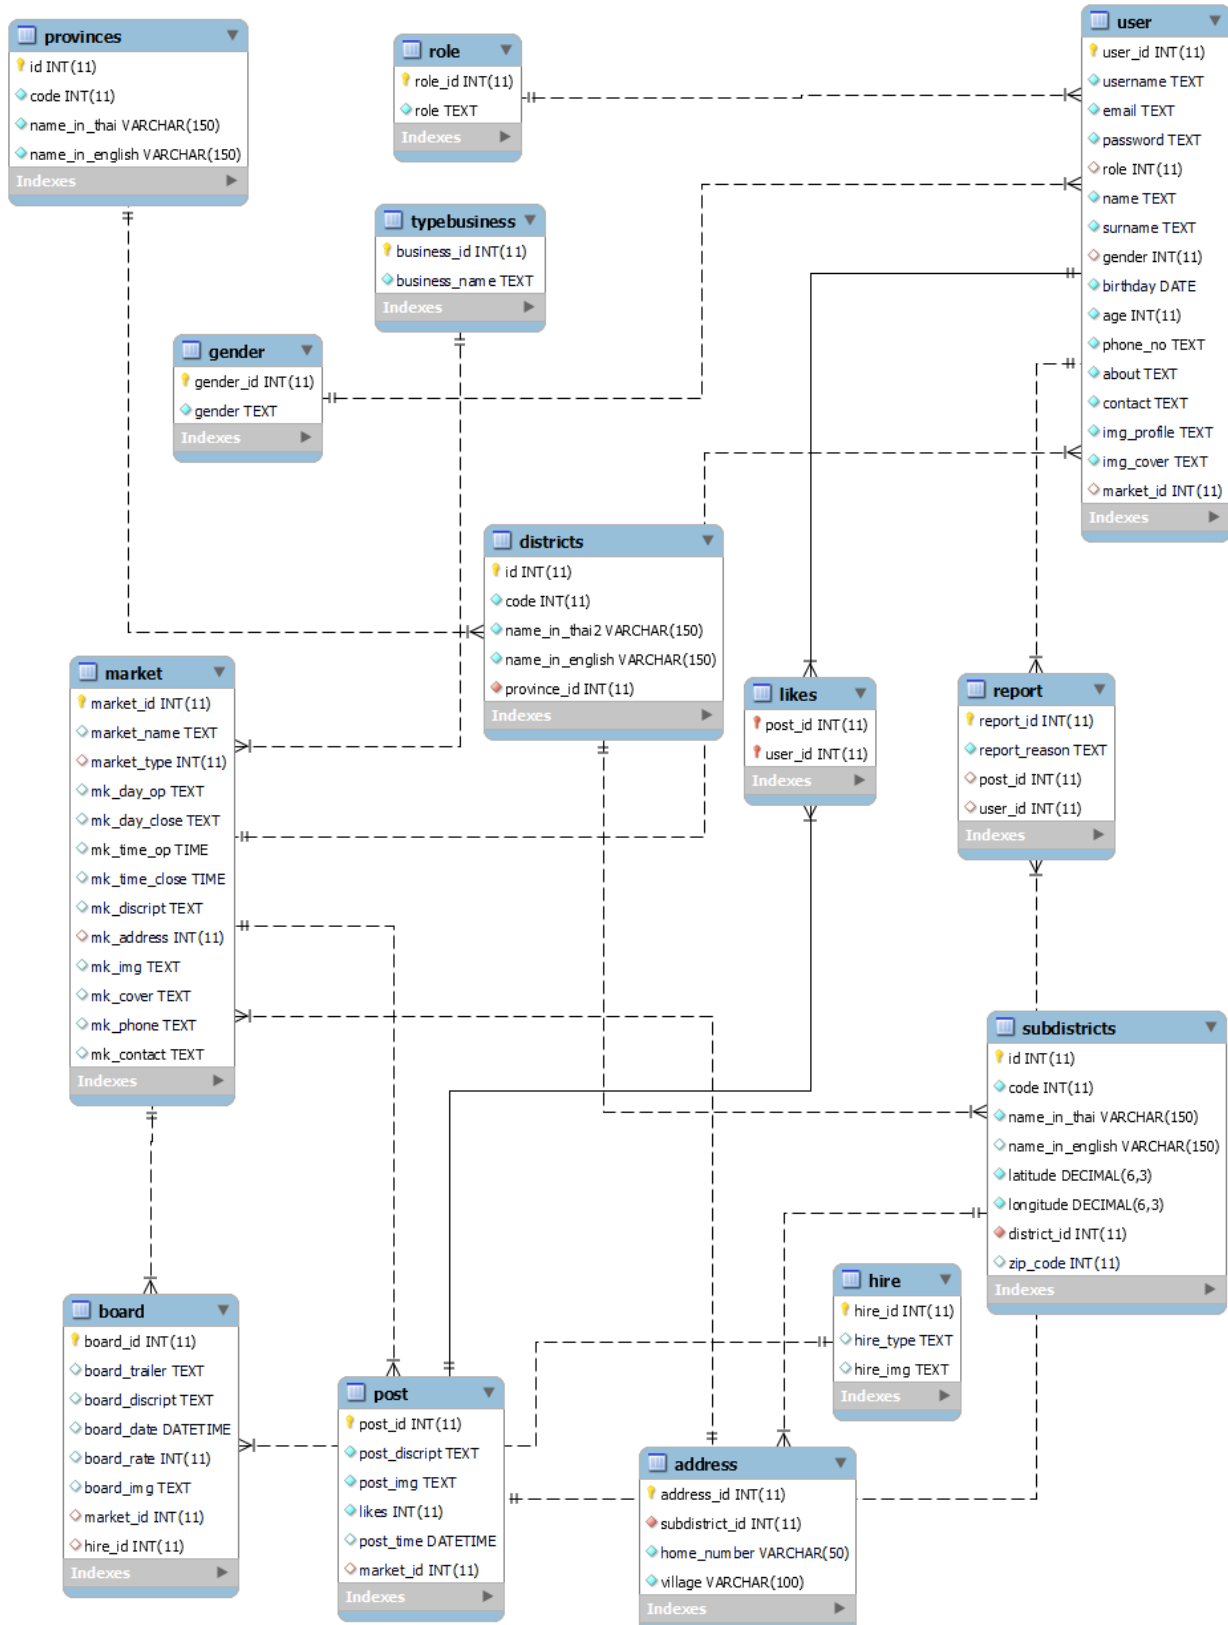 provinces
id INT(11)
code INT(11)
name_in_thai VARCHAR(150)
name_in_english VARCHAR(150)
Indexes
role
role_id INT(11)
role TEXT
Indexes
user
user_id INT(11)
username TEXT
email TEXT
password TEXT
role INT(11)
name TEXT
surname TEXT
gender INT(11)
birthday DATE
age INT(11)
phone_no TEXT
about TEXT
contact TEXT
img_profile TEXT
img_cover TEXT
market_id INT(11)
Indexes
typebusiness
business_id INT(11)
business_name TEXT
Indexes
gender
gender_id INT(11)
gender TEXT
Indexes
districts
id INT(11)
code INT(11)
name_in_thai2 VARCHAR(150)
name_in_english VARCHAR(150)
province_id INT(11)
Indexes
market
market_id INT(11)
market_name TEXT
market_type INT(11)
mk_day_op TEXT
mk_day_close TEXT
mk_time_op TIME
mk_time_close TIME
mk_discript TEXT
mk_address INT(11)
mk_img TEXT
mk_cover TEXT
mk_phone TEXT
mk_contact TEXT
Indexes
likes
post_id INT(11)
user_id INT(11)
Indexes
report
report_id INT(11)
report_reason TEXT
post_id INT(11)
user_id INT(11)
Indexes
subdistricts
id INT(11)
code INT(11)
name_in_thai VARCHAR(150)
name_in_english VARCHAR(150)
latitude DECIMAL(6,3)
longitude DECIMAL(6,3)
district_id INT(11)
zip_code INT(11)
Indexes
hire
hire_id INT(11)
hire_type TEXT
hire_img TEXT
Indexes
board
board_id INT(11)
board_trailer TEXT
board_discript TEXT
board_date DATETIME
board_rate INT(11)
board_img TEXT
market_id INT(11)
hire_id INT(11)
Indexes
post
post_id INT(11)
post_discript TEXT
post_img TEXT
likes INT(11)
post_time DATETIME
market_id INT(11)
Indexes
address
address_id INT(11)
subdistrict_id INT(11)
home_number VARCHAR(50)
village VARCHAR(100)
Indexes